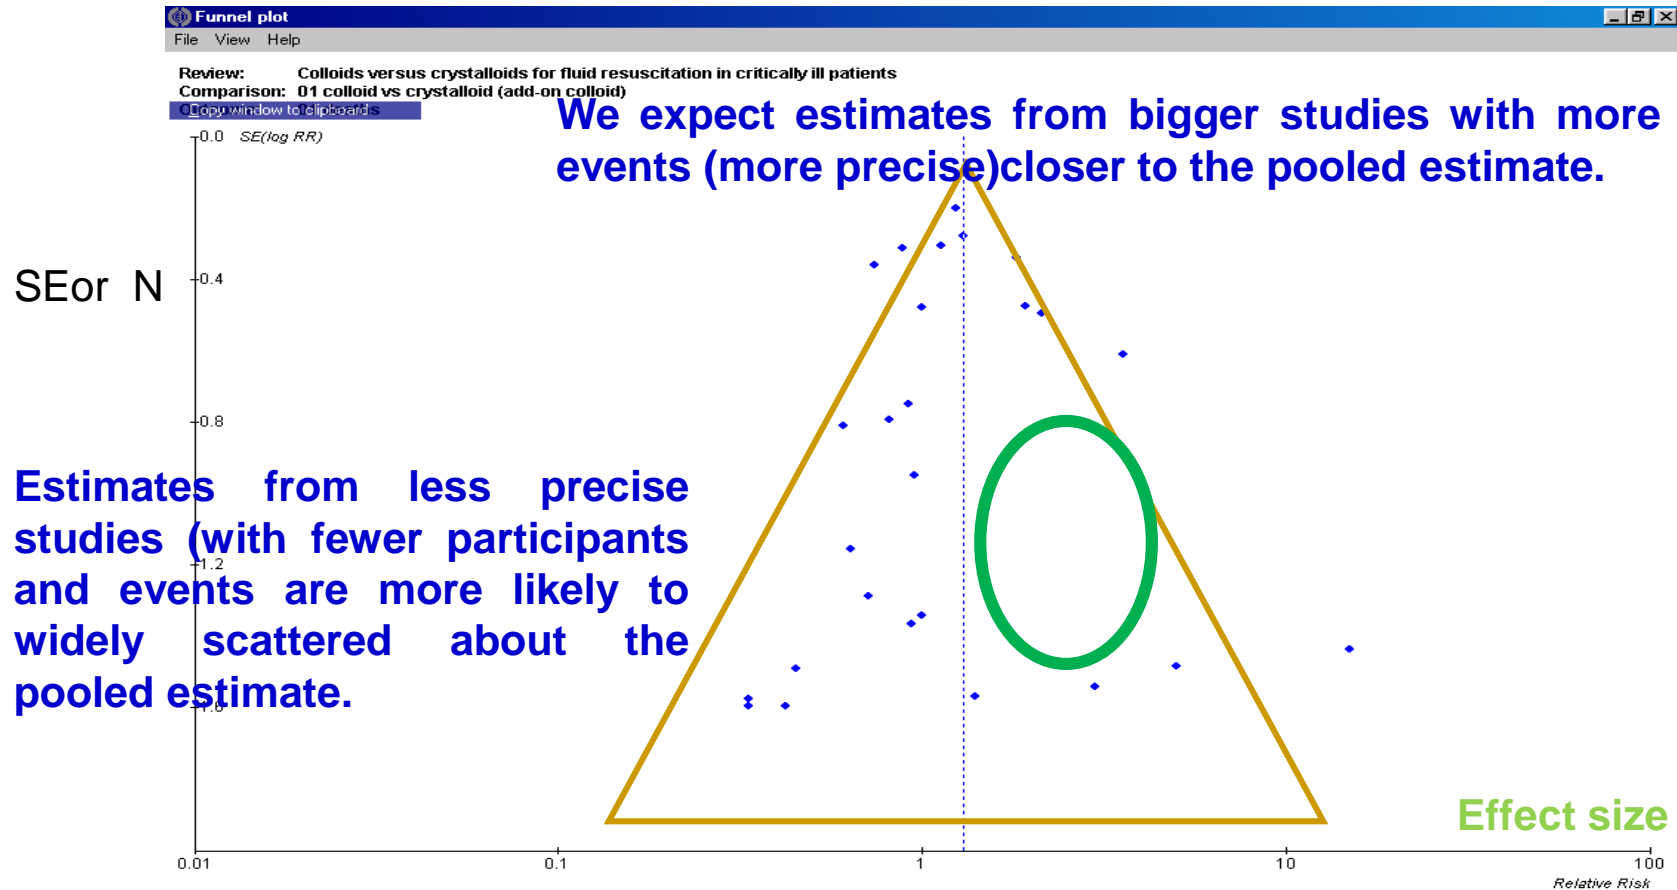 Funnel plot
File View Help
Review: Colloids versus crystalloids for fluid resuscitation in critically ill patients
Comparison: 01 colloid vs crystalloid (add-on colloid)
Copy window to clipboard
We expect estimates from bigger studies with more
events (more precise)closer to the pooled estimate.
0.0 SE(log RR)
SEor N
0.4
0.8
Estimates from less precise
studies (with fewer participants
1.2
and events are more likely to
widely scattered about the
pooled estimate.
1.6
Effect size
0.01 0.1 1 10 100
Relative Risk